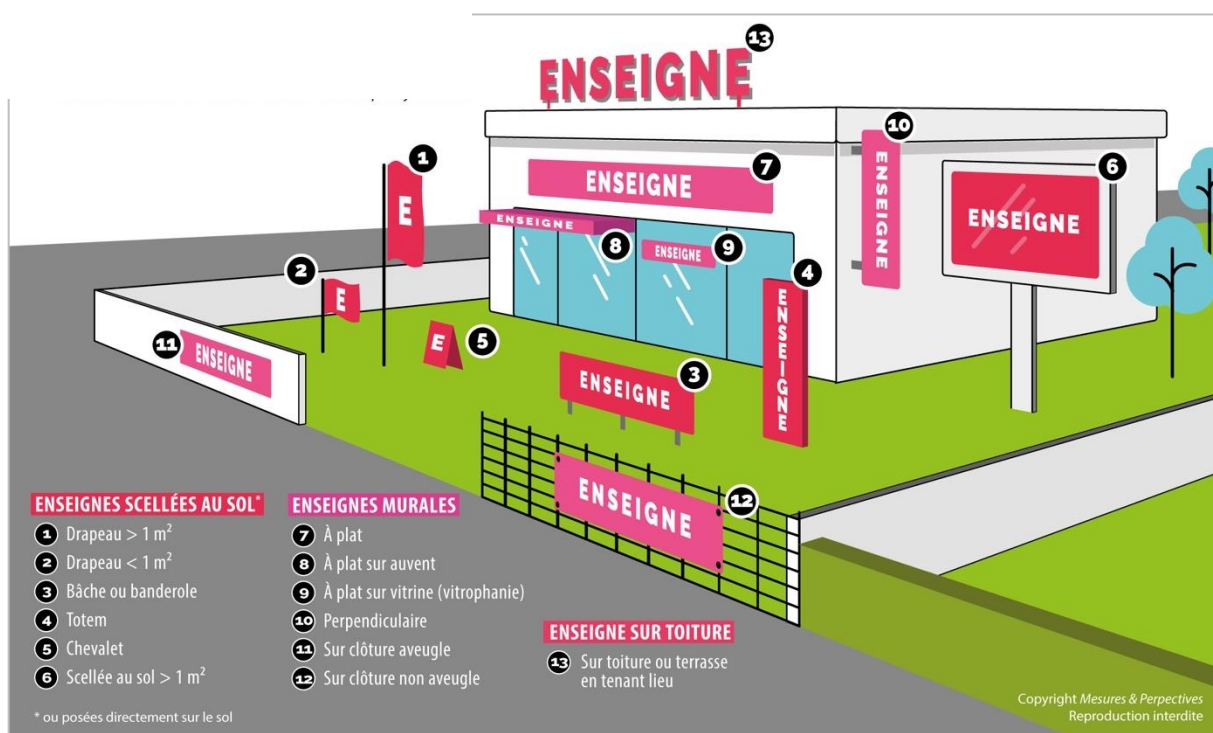 ENSEIGNE
13
10
1
7
6
ENSEIGNE
ENSEIGNE
ENSEIGNE
E
ENSEIGNE
ENSEIGNE
8
9
2
4
E
ENSEIGNE
11
ENSEIGNE
E
5
3
ENSEIGNE
ENSEIGNE
12
ENSEIGNES SCELLÉES AU SOL*
1 Drapeau > 1 m²
2 Drapeau < 1 m²
3 Bâche ou banderole
4 Totem
5 Chevalet
6 Scellée au sol > 1 m²
* ou posées directement sur le sol
ENSEIGNES MURALES
7 À plat
8 À plat sur auvent
9 À plat sur vitrine (vitrophanie)
10 Perpendiculaire
11 Sur clôture aveugle
12 Sur clôture non aveugle
ENSEIGNE SUR TOITURE
13 Sur toiture ou terrasse
en tenant lieu
Copyright Mesures & Perpectives
Reproduction interdite